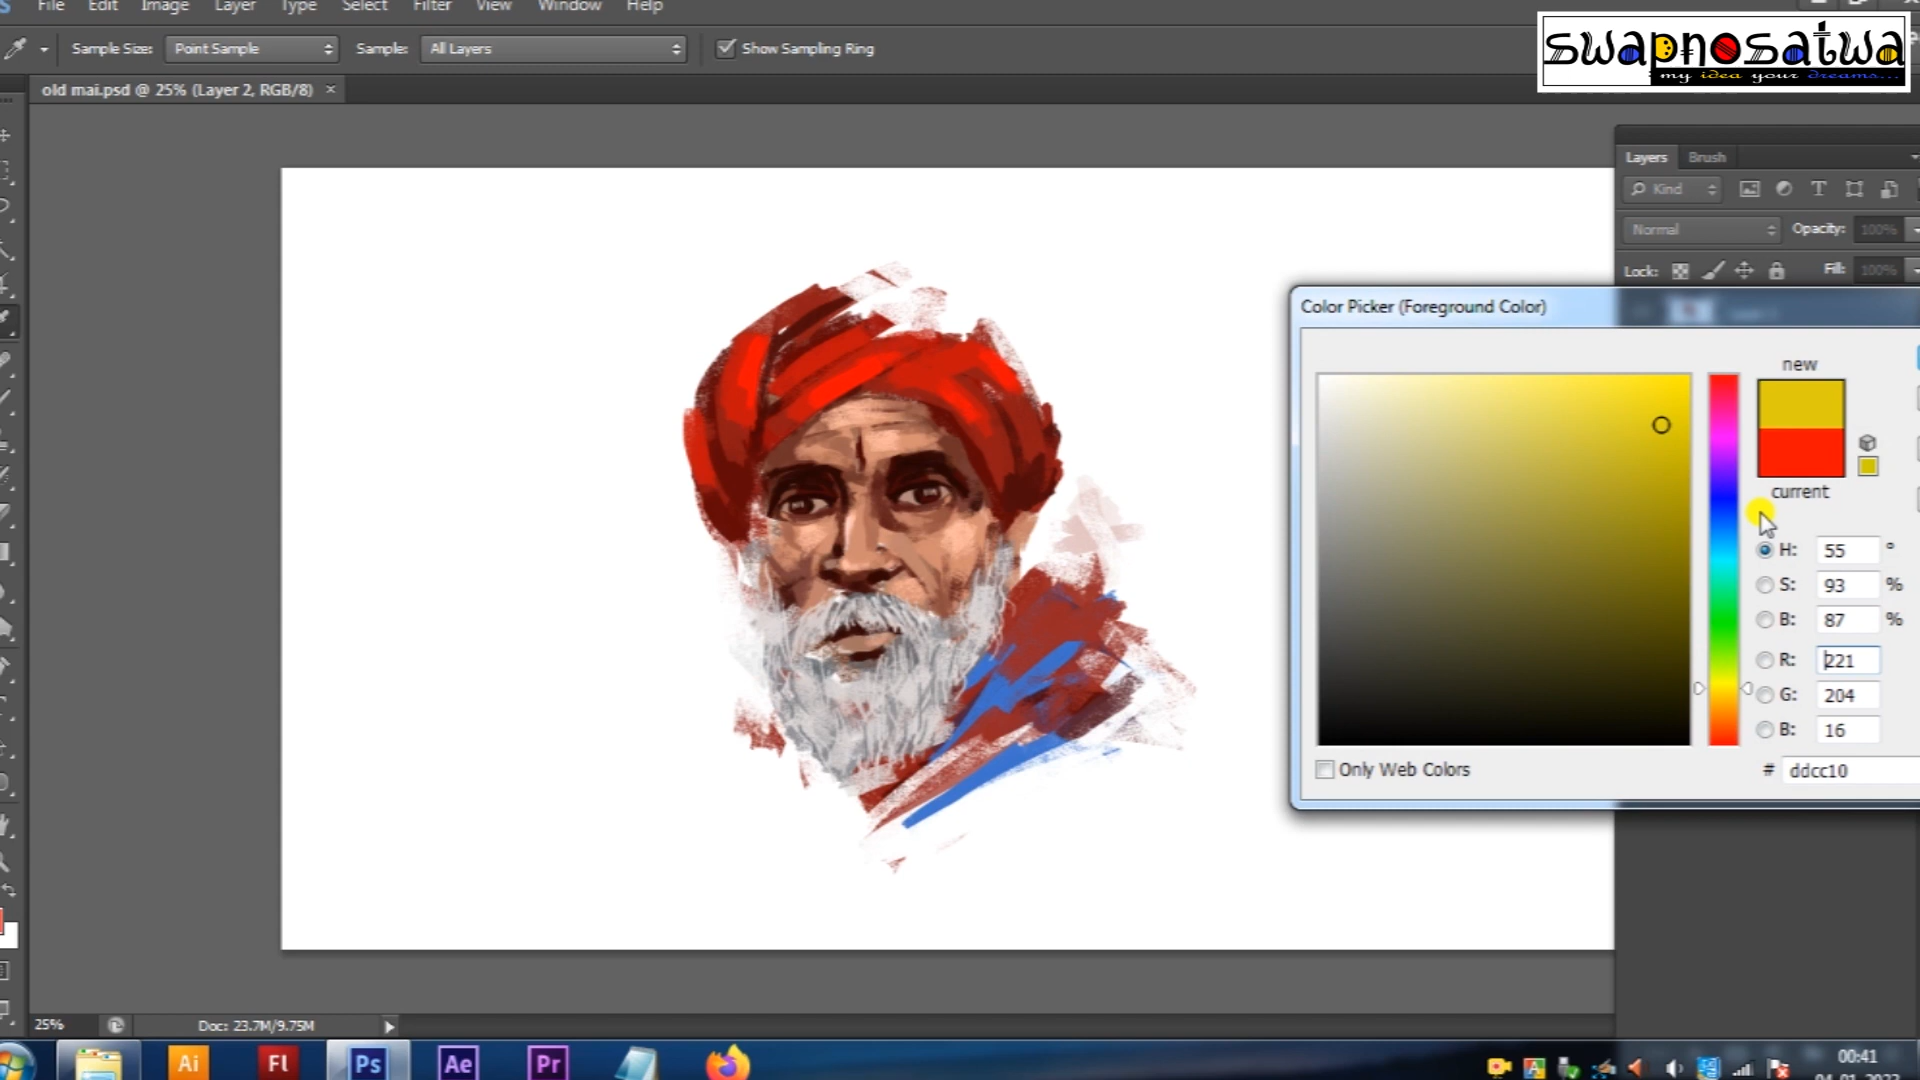 File Edit Image Layer Type Select Filter View Window Help
swapnosatwa
my idea your dreams...
Sample Size: Point Sample Sample: All Layers Show Sampling Ring
old mai.psd @ 25% (Layer 2, RGB/8) ×
Layers Brush
Kind
Normal Opacity: 100%
Lock: Fill: 100%
Color Picker (Foreground Color)
new
current
H: 55 °
S: 93 %
B: 87 %
R: 221
G: 204
B: 16
Only Web Colors # ddcc10
25% Doc: 23.7M/9.75M
Ai Fl Ps Ae Pr
00:41